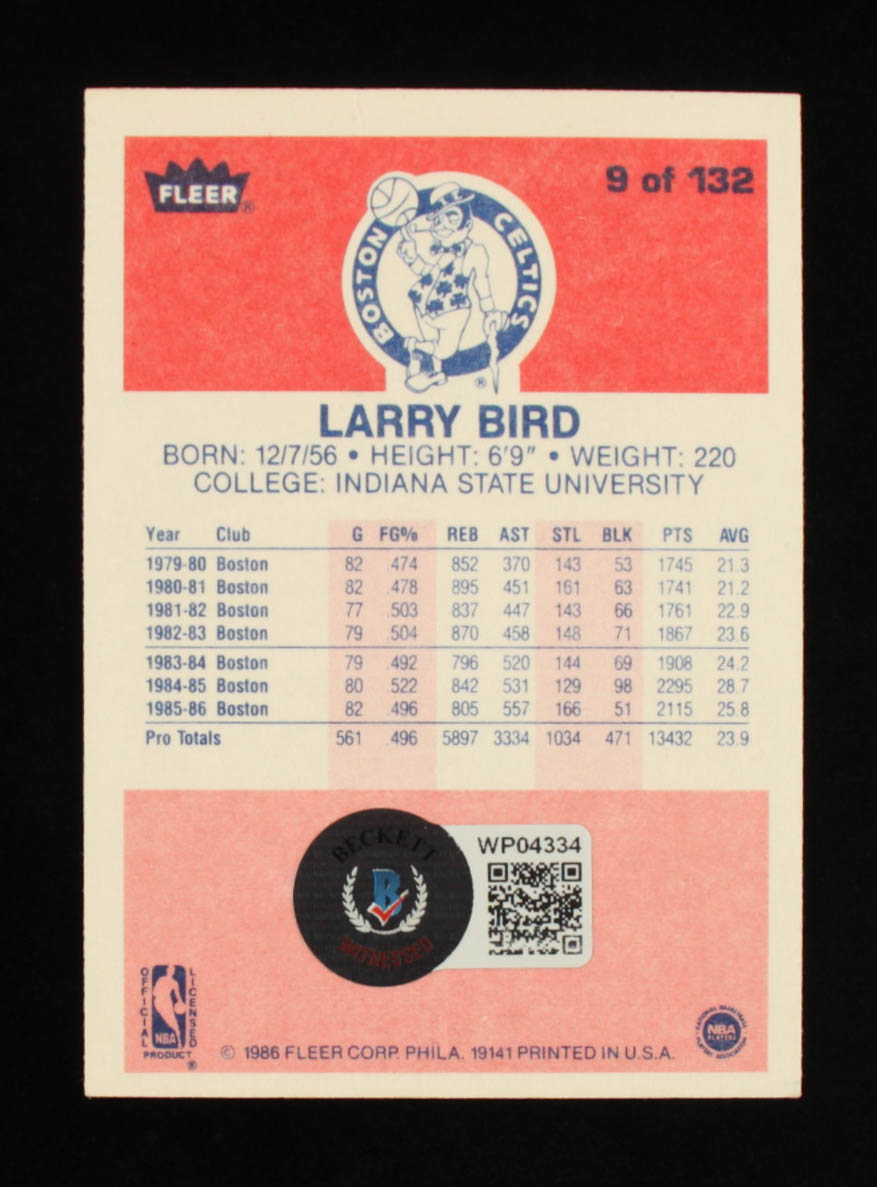 FLEER®
9 of 132
BOSTON CELTICS
®
LARRY BIRD
BORN: 12/7/56 • HEIGHT: 6'9" • WEIGHT: 220
COLLEGE: INDIANA STATE UNIVERSITY
Year Club G FG% REB AST STL BLK PTS AVG
1979-80 Boston 82 .474 852 370 143 53 1745 21.3
1980-81 Boston 82 .478 895 451 161 63 1741 21.2
1981-82 Boston 77 .503 837 447 143 66 1761 22.9
1982-83 Boston 79 .504 870 458 148 71 1867 23.6
1983-84 Boston 79 .492 796 520 144 69 1908 24.2
1984-85 Boston 80 .522 842 531 129 98 2295 28.7
1985-86 Boston 82 .496 805 557 166 51 2115 25.8
Pro Totals 561 .496 5897 3334 1034 471 13432 23.9
BECKETT
B
WITNESSED
WP04334
OFFICIAL LICENSED
NBA
PRODUCT
®
© 1986 FLEER CORP. PHILA. 19141 PRINTED IN U.S.A.
NATIONAL BASKETBALL
NBA
PLAYERS
PLAYERS ASSOCIATION